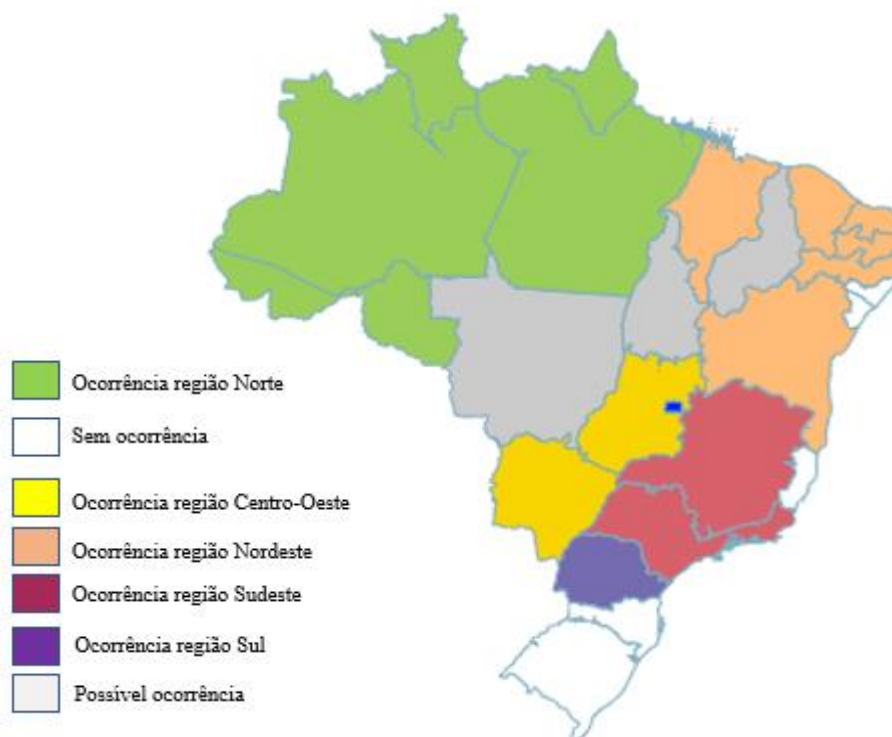 Ocorrência região Norte
Sem ocorrência
Ocorrência região Centro-Oeste
Ocorrência região Nordeste
Ocorrência região Sudeste
Ocorrência região Sul
Possível ocorrência